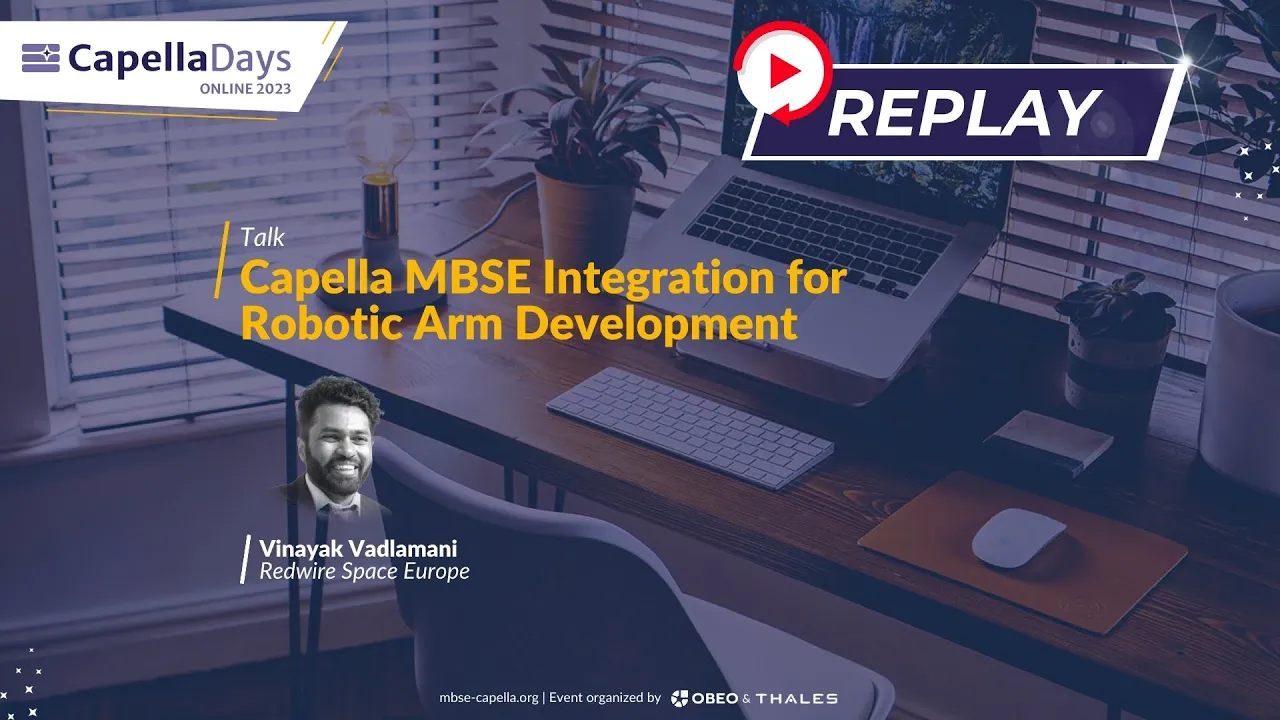 CapellaDays
ONLINE 2023
REPLAY
Talk
Capella MBSE Integration for
Robotic Arm Development
Vinayak Vadlamani
Redwire Space Europe
mbse-capella.org | Event organized by OBEO & THALES